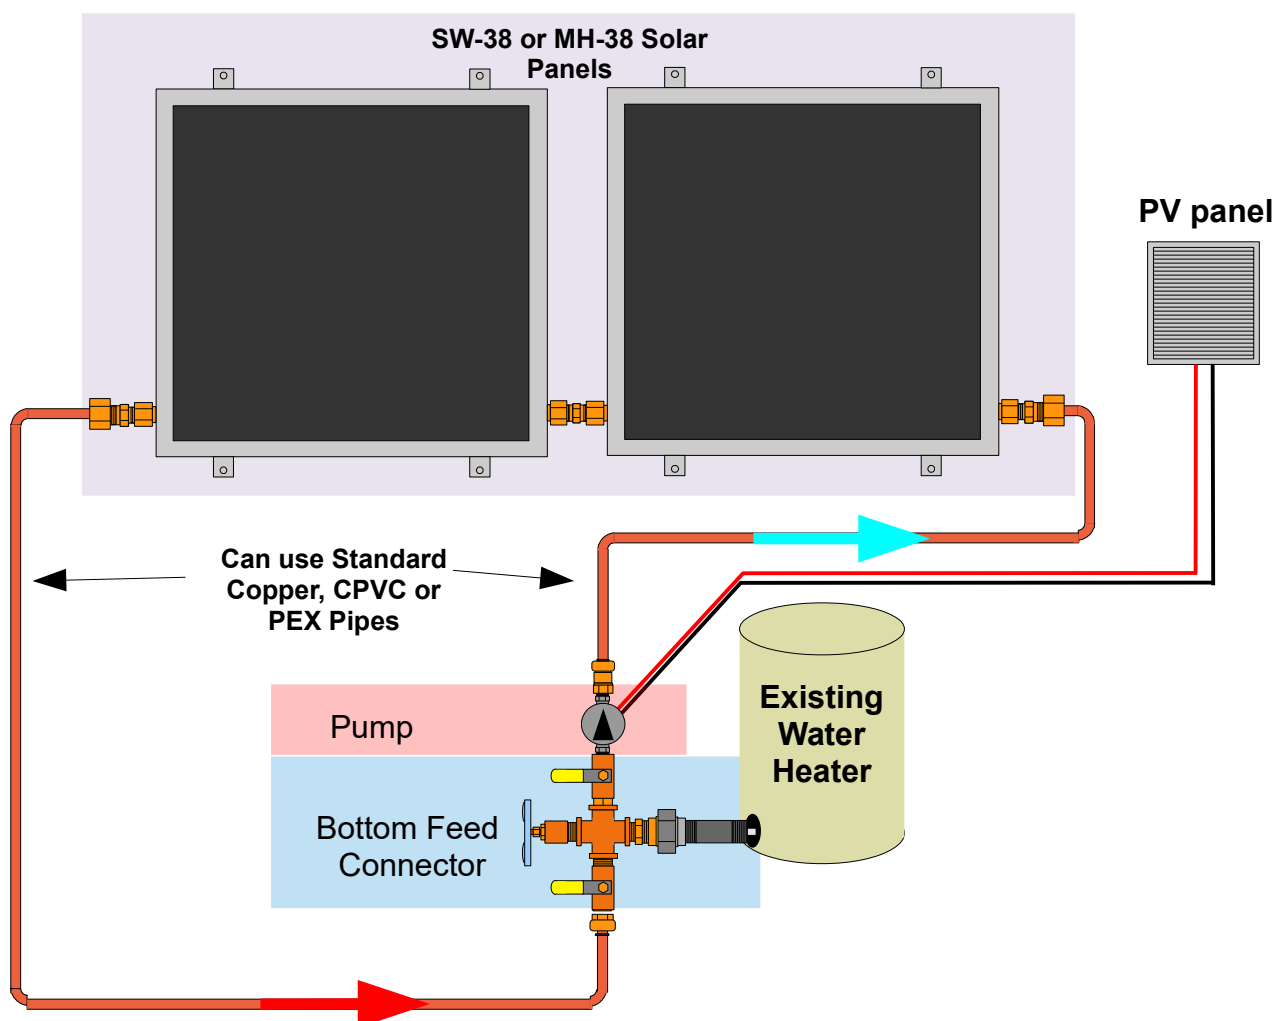 SW-38 or MH-38 Solar
Panels
PV panel
Can use Standard
Copper, CPVC or
PEX Pipes
Existing
Water
Heater
Pump
Bottom Feed
Connector